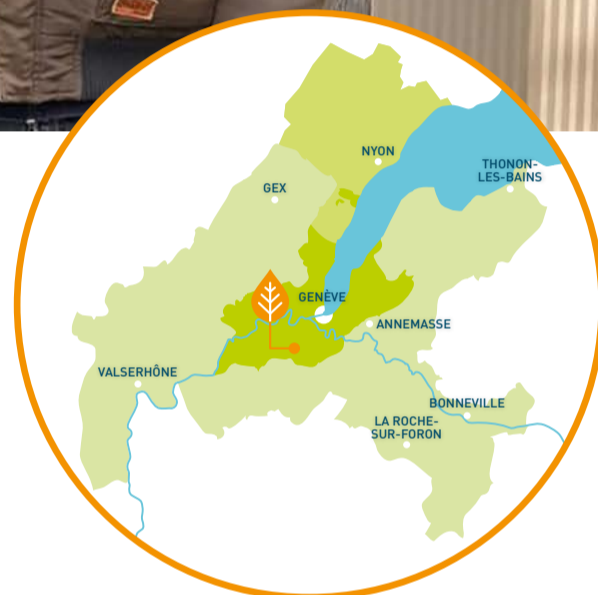 NYON
THONON-
LES-BAINS
GEX
GENÈVE
ANNEMASSE
VALSERHÔNE
BONNEVILLE
LA ROCHE-
SUR-FORON